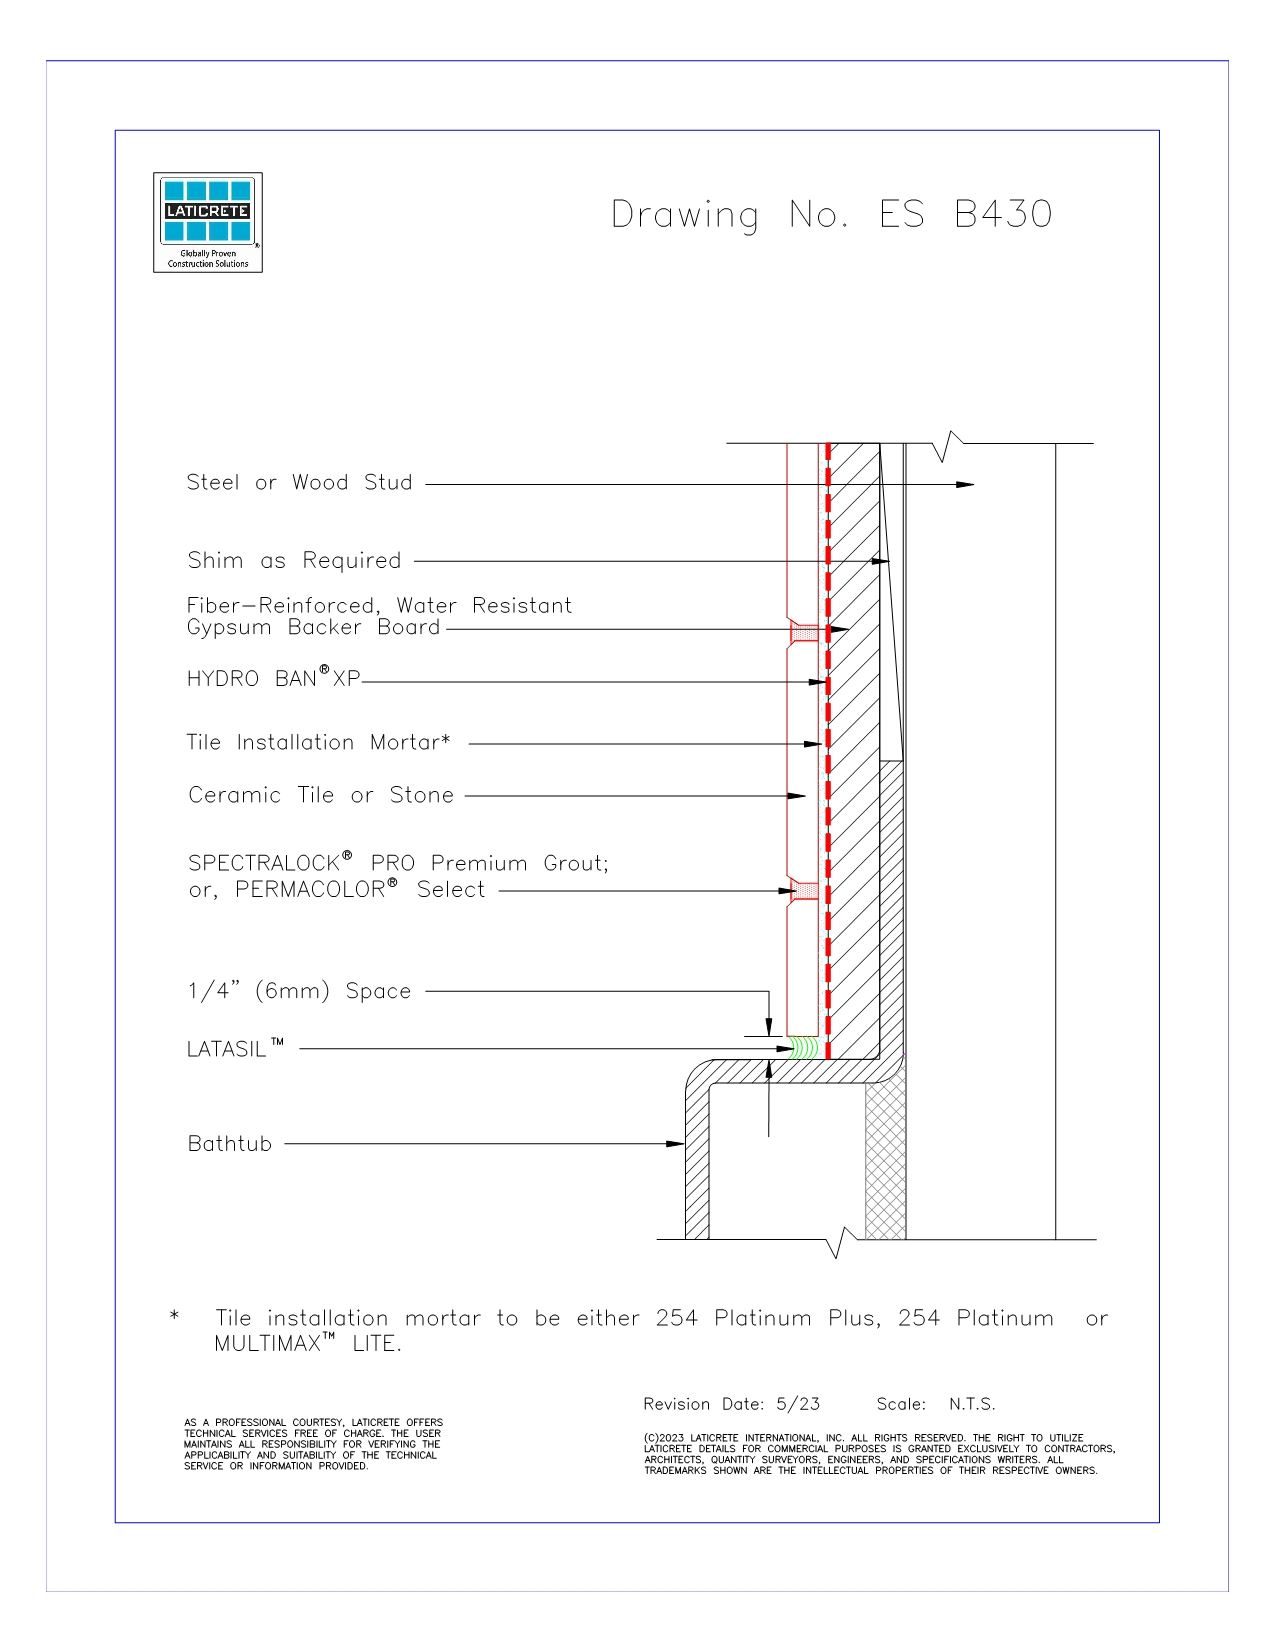 LATICRETE®
Globally Proven
Construction Solutions
Drawing No. ES B430
Steel or Wood Stud
Shim as Required
Fiber-Reinforced, Water Resistant
Gypsum Backer Board
HYDRO BAN® XP
Tile Installation Mortar*
Ceramic Tile or Stone
SPECTRALOCK® PRO Premium Grout;
or, PERMACOLOR® Select
1/4" (6mm) Space
LATASIL™
Bathtub
* Tile installation mortar to be either 254 Platinum Plus, 254 Platinum or
MULTIMAX™ LITE.
Revision Date: 5/23 Scale: N.T.S.
AS A PROFESSIONAL COURTESY, LATICRETE OFFERS
TECHNICAL SERVICES FREE OF CHARGE. THE USER
MAINTAINS ALL RESPONSIBILITY FOR VERIFYING THE
APPLICABILITY AND SUITABILITY OF THE TECHNICAL
SERVICE OR INFORMATION PROVIDED.
(C)2023 LATICRETE INTERNATIONAL, INC. ALL RIGHTS RESERVED. THE RIGHT TO UTILIZE
LATICRETE DETAILS FOR COMMERCIAL PURPOSES IS GRANTED EXCLUSIVELY TO CONTRACTORS,
ARCHITECTS, QUANTITY SURVEYORS, ENGINEERS, AND SPECIFICATIONS WRITERS. ALL
TRADEMARKS SHOWN ARE THE INTELLECTUAL PROPERTIES OF THEIR RESPECTIVE OWNERS.